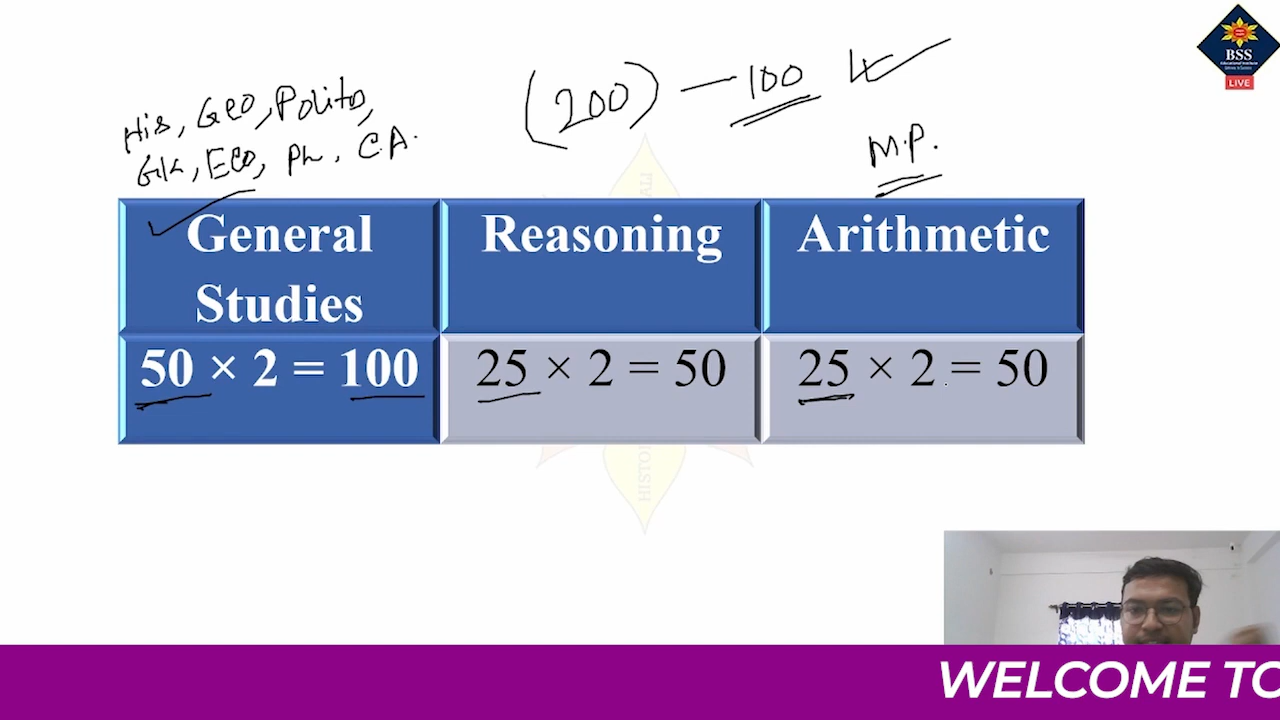 BSS
LIVE
(200) – 100
His, Geo, Polity,
Gk, Eco, Ph, C.A.
M.P.
General
Studies
Reasoning
Arithmetic
50 × 2 = 100
25 × 2 = 50
25 × 2 = 50
HISTO
WELCOME TO